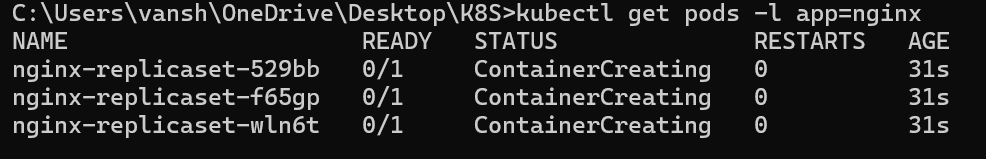 C:\Users\vansh\OneDrive\Desktop\K8S>kubectl get pods -l app=nginx
NAME                     READY   STATUS              RESTARTS   AGE
nginx-replicaset-529bb   0/1     ContainerCreating   0          31s
nginx-replicaset-f65gp   0/1     ContainerCreating   0          31s
nginx-replicaset-wln6t   0/1     ContainerCreating   0          31s